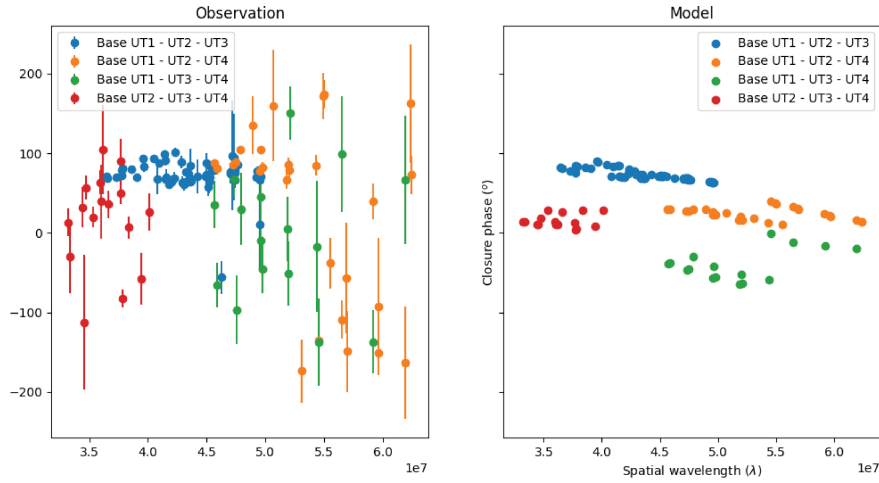 Observation
Base UT1 - UT2 - UT3
Base UT1 - UT2 - UT4
Base UT1 - UT3 - UT4
Base UT2 - UT3 - UT4
200
100
0
−100
−200
3.5 4.0 4.5 5.0 5.5 6.0
1e7
Model
Base UT1 - UT2 - UT3
Base UT1 - UT2 - UT4
Base UT1 - UT3 - UT4
Base UT2 - UT3 - UT4
Closure phase (°)
3.5 4.0 4.5 5.0 5.5 6.0
Spatial wavelength (λ)
1e7